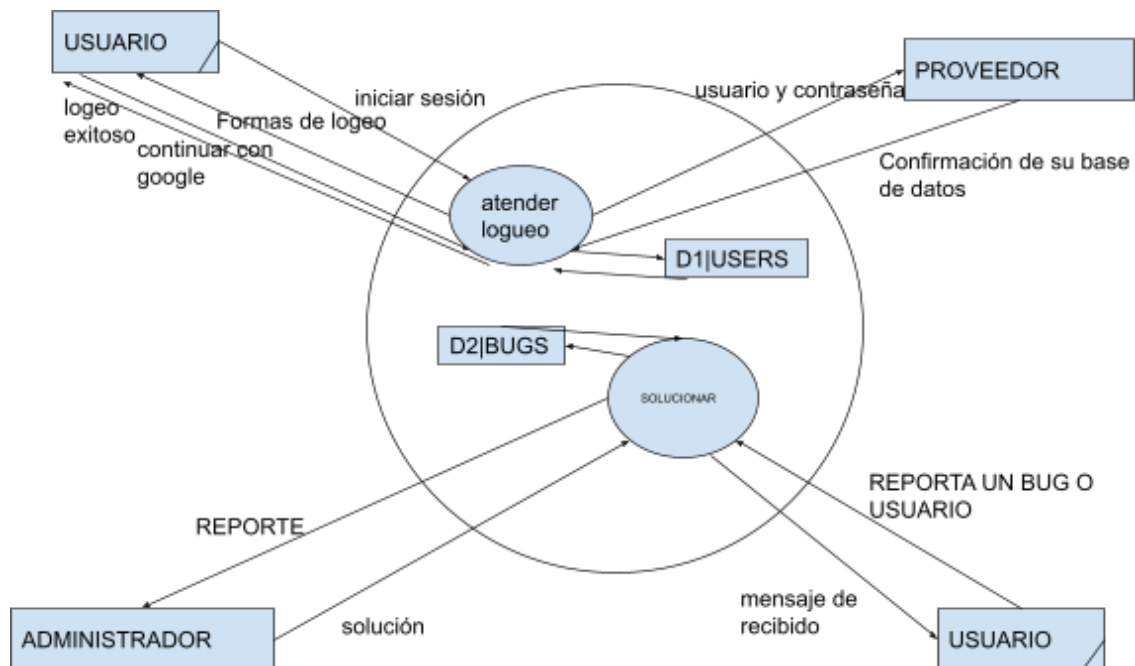 USUARIO
PROVEEDOR
iniciar sesión
usuario y contraseña
logeo
exitoso
Formas de logeo
continuar con
google
Confirmación de su base
de datos
atender
logueo
D1|USERS
D2|BUGS
SOLUCIONAR
REPORTA UN BUG O
USUARIO
REPORTE
mensaje de
recibido
solución
ADMINISTRADOR
USUARIO